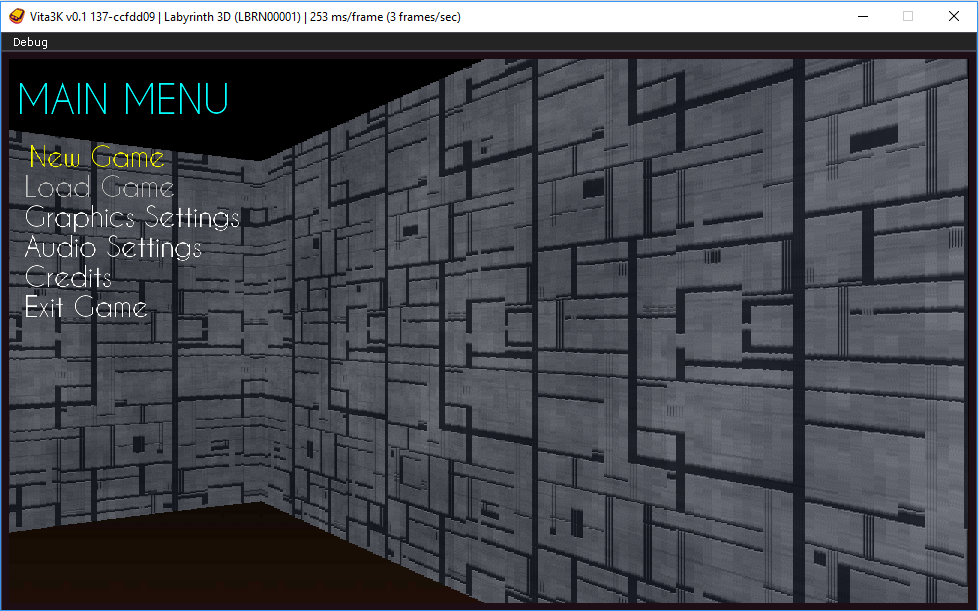 Vita3K v0.1 137-ccfdd09 | Labyrinth 3D (LBRN00001) | 253 ms/frame (3 frames/sec)
Debug
MAIN MENU
New Game
Load Game
Graphics Settings
Audio Settings
Credits
Exit Game